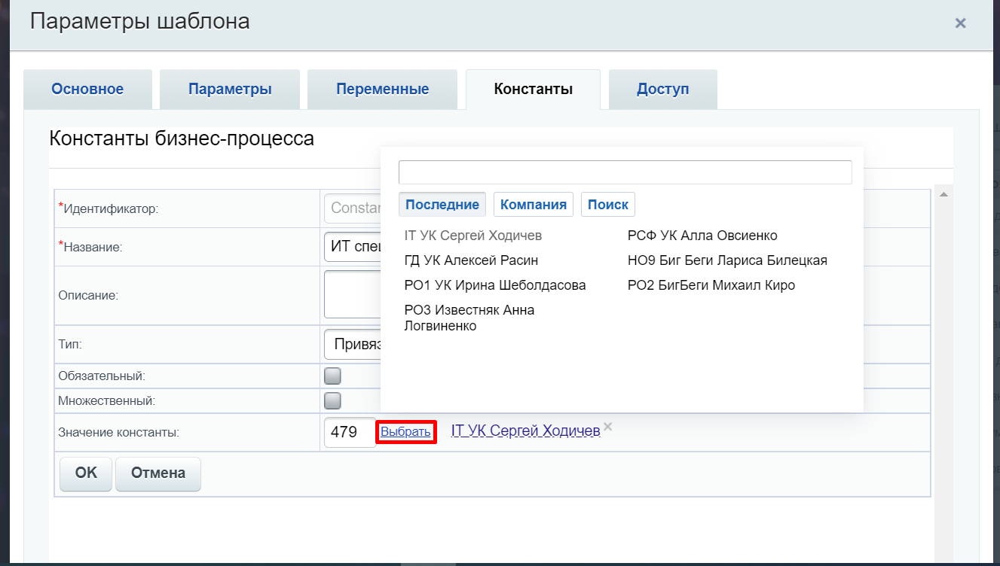 Параметры шаблона
×
Основное
Параметры
Переменные
Константы
Доступ
Константы бизнес-процесса
Последние
Компания
Поиск
IT УК Сергей Ходичев
РСФ УК Алла Овсиенко
ГД УК Алексей Расин
НО9 Биг Беги Лариса Билецкая
РО1 УК Ирина Шеболдасова
РО2 БигБеги Михаил Киро
РО3 Известняк Анна
Логвиненко
*Идентификатор:
*Название: ИТ
Описание:
Тип:
Обязательный:
Множественный:
Значение константы: 479 Выбрать IT УК Сергей Ходичев ×
OK Отмена